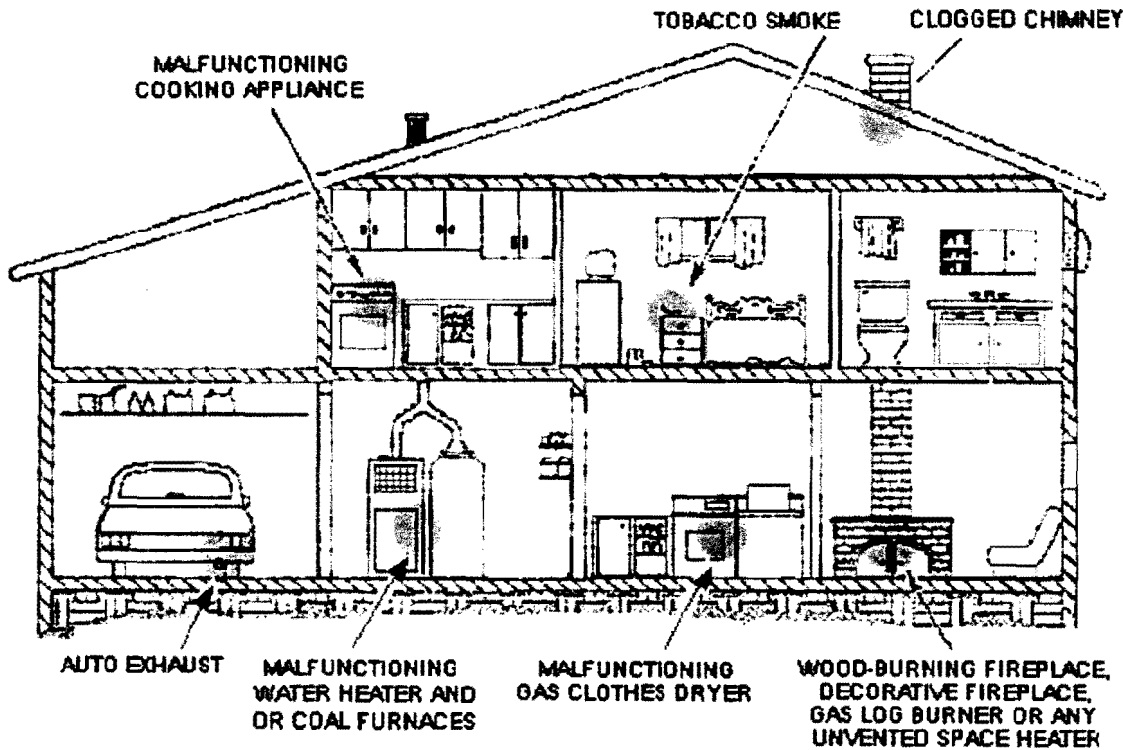 TOBACCO SMOKE
CLOGGED CHIMNEY
MALFUNCTIONING
COOKING APPLIANCE
AUTO EXHAUST
MALFUNCTIONING
WATER HEATER AND
OR COAL FURNACES
MALFUNCTIONING
GAS CLOTHES DRYER
WOOD-BURNING FIREPLACE,
DECORATIVE FIREPLACE,
GAS LOG BURNER OR ANY
UNVENTED SPACE HEATER